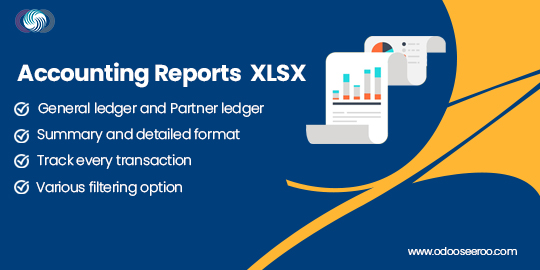 Accounting Reports XLSX
General ledger and Partner ledger
Summary and detailed format
Track every transaction
Various filtering option
www.odooseeroo.com